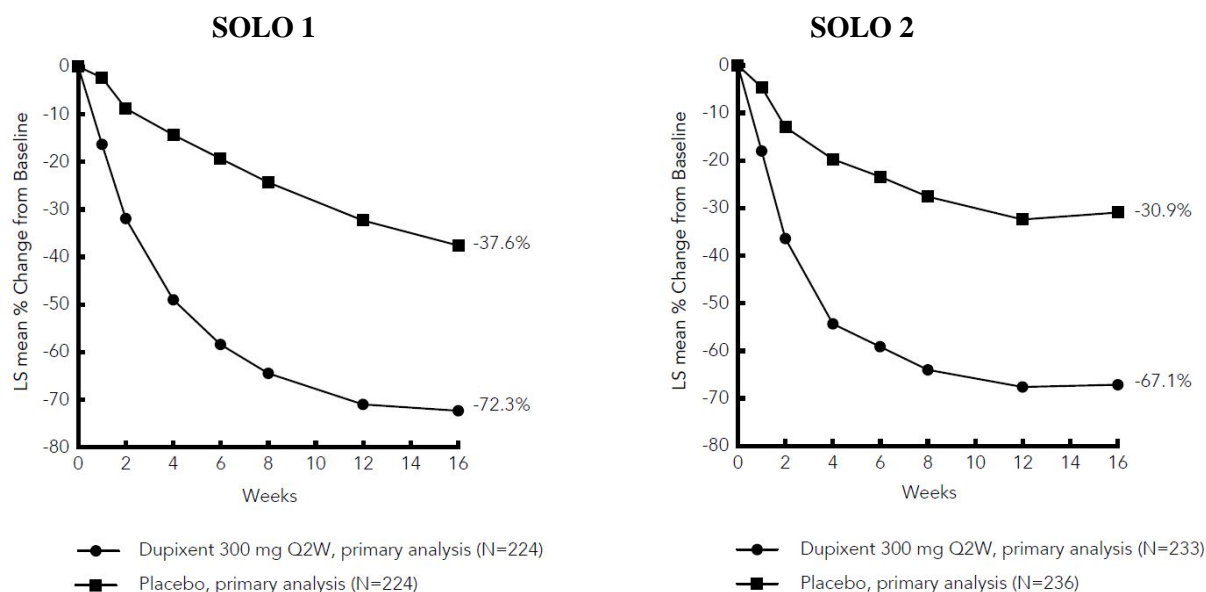 SOLO 1
LS mean % Change from Baseline
0
-10
-20
-30
-40
-50
-60
-70
-80
-37.6%
-72.3%
0 2 4 6 8 10 12 14 16
Weeks
Dupixent 300 mg Q2W, primary analysis (N=224)
Placebo, primary analysis (N=224)
SOLO 2
LS mean % Change from Baseline
0
-10
-20
-30
-40
-50
-60
-70
-80
-30.9%
-67.1%
0 2 4 6 8 10 12 14 16
Weeks
Dupixent 300 mg Q2W, primary analysis (N=233)
Placebo, primary analysis (N=236)